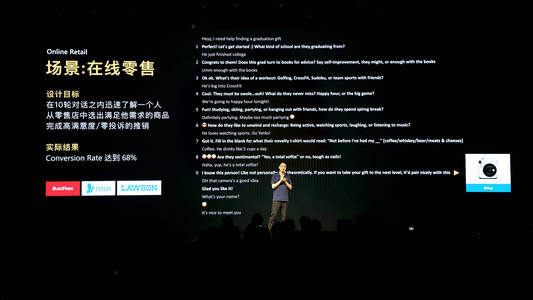 Online Retail
场景:在线零售
设计目标
在10轮对话之内迅速了解一个人
从零售店中选出满足他需求的商品
完成高满意度/零投诉的推销
实际结果
Conversion Rate 达到 68%
BuzzFeed
msn
LAWSON
Heyy, I need help finding a graduation gift
1 Perfect! Let's get started :) What kind of school are they graduating from?
He just finished college
2 Congrats to them! Does this grad turn to books for advice? Say self-improvement, they might, or enough with the books
Umm enough with the books
3 Ok ok. What's their idea of a workout: Golfing, CrossFit, Sudoku, or team sports with friends?
He's big into CrossFit
4 Cool. They must be swole...ooh! What do they never miss? Happy hour, or the big game?
We're going to happy hour tonight!
5 Fun! Studying, skiing, partying, or hanging out with friends, how do they spend spring break?
Definitely partying. Maybe too much partying
6 How do they like to unwind and recharge: Being active, watching sports, laughing, or listening to music?
He loves watching sports. Go Yanks!
7 Got it. Fill in the blank for what their novelty t-shirt would read: "Not before I've had my __" [coffee/whiskey/beer/meats & cheeses]
Coffee. He drinks like 5 cups a day
8 Are they sentimental? "Yes, a total softie" or no, tough as nails!
Haha, yup, he's a total softie!
9 I know this person! Like not personally theoretically. If you want to take your gift to the next level, it'd pair nicely with this
OH that camera's a good idea
Glad you like it!
What's your name?
It's nice to meet you
Shop